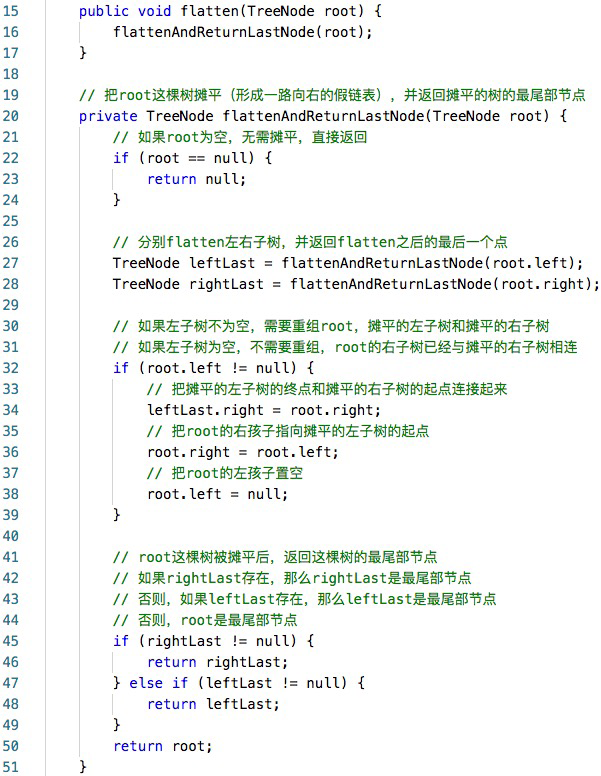 15 public void flatten(TreeNode root) {
16 flattenAndReturnLastNode(root);
17 }
18
19 // 把root这棵树摊平（形成一路向右的假链表），并返回摊平的树的最尾部节点
20 private TreeNode flattenAndReturnLastNode(TreeNode root) {
21 // 如果root为空，无需摊平，直接返回
22 if (root == null) {
23 return null;
24 }
25
26 // 分别flatten左右子树，并返回flatten之后的最后一个点
27 TreeNode leftLast = flattenAndReturnLastNode(root.left);
28 TreeNode rightLast = flattenAndReturnLastNode(root.right);
29
30 // 如果左子树不为空，需要重组root，摊平的左子树和摊平的右子树
31 // 如果左子树为空，不需要重组，root的右子树已经与摊平的右子树相连
32 if (root.left != null) {
33 // 把摊平的左子树的终点和摊平的右子树的起点连接起来
34 leftLast.right = root.right;
35 // 把root的右孩子指向摊平的左子树的起点
36 root.right = root.left;
37 // 把root的左孩子置空
38 root.left = null;
39 }
40
41 // root这棵树被摊平后，返回这棵树的最尾部节点
42 // 如果rightLast存在，那么rightLast是最尾部节点
43 // 否则，如果leftLast存在，那么leftLast是最尾部节点
44 // 否则，root是最尾部节点
45 if (rightLast != null) {
46 return rightLast;
47 } else if (leftLast != null) {
48 return leftLast;
49 }
50 return root;
51 }